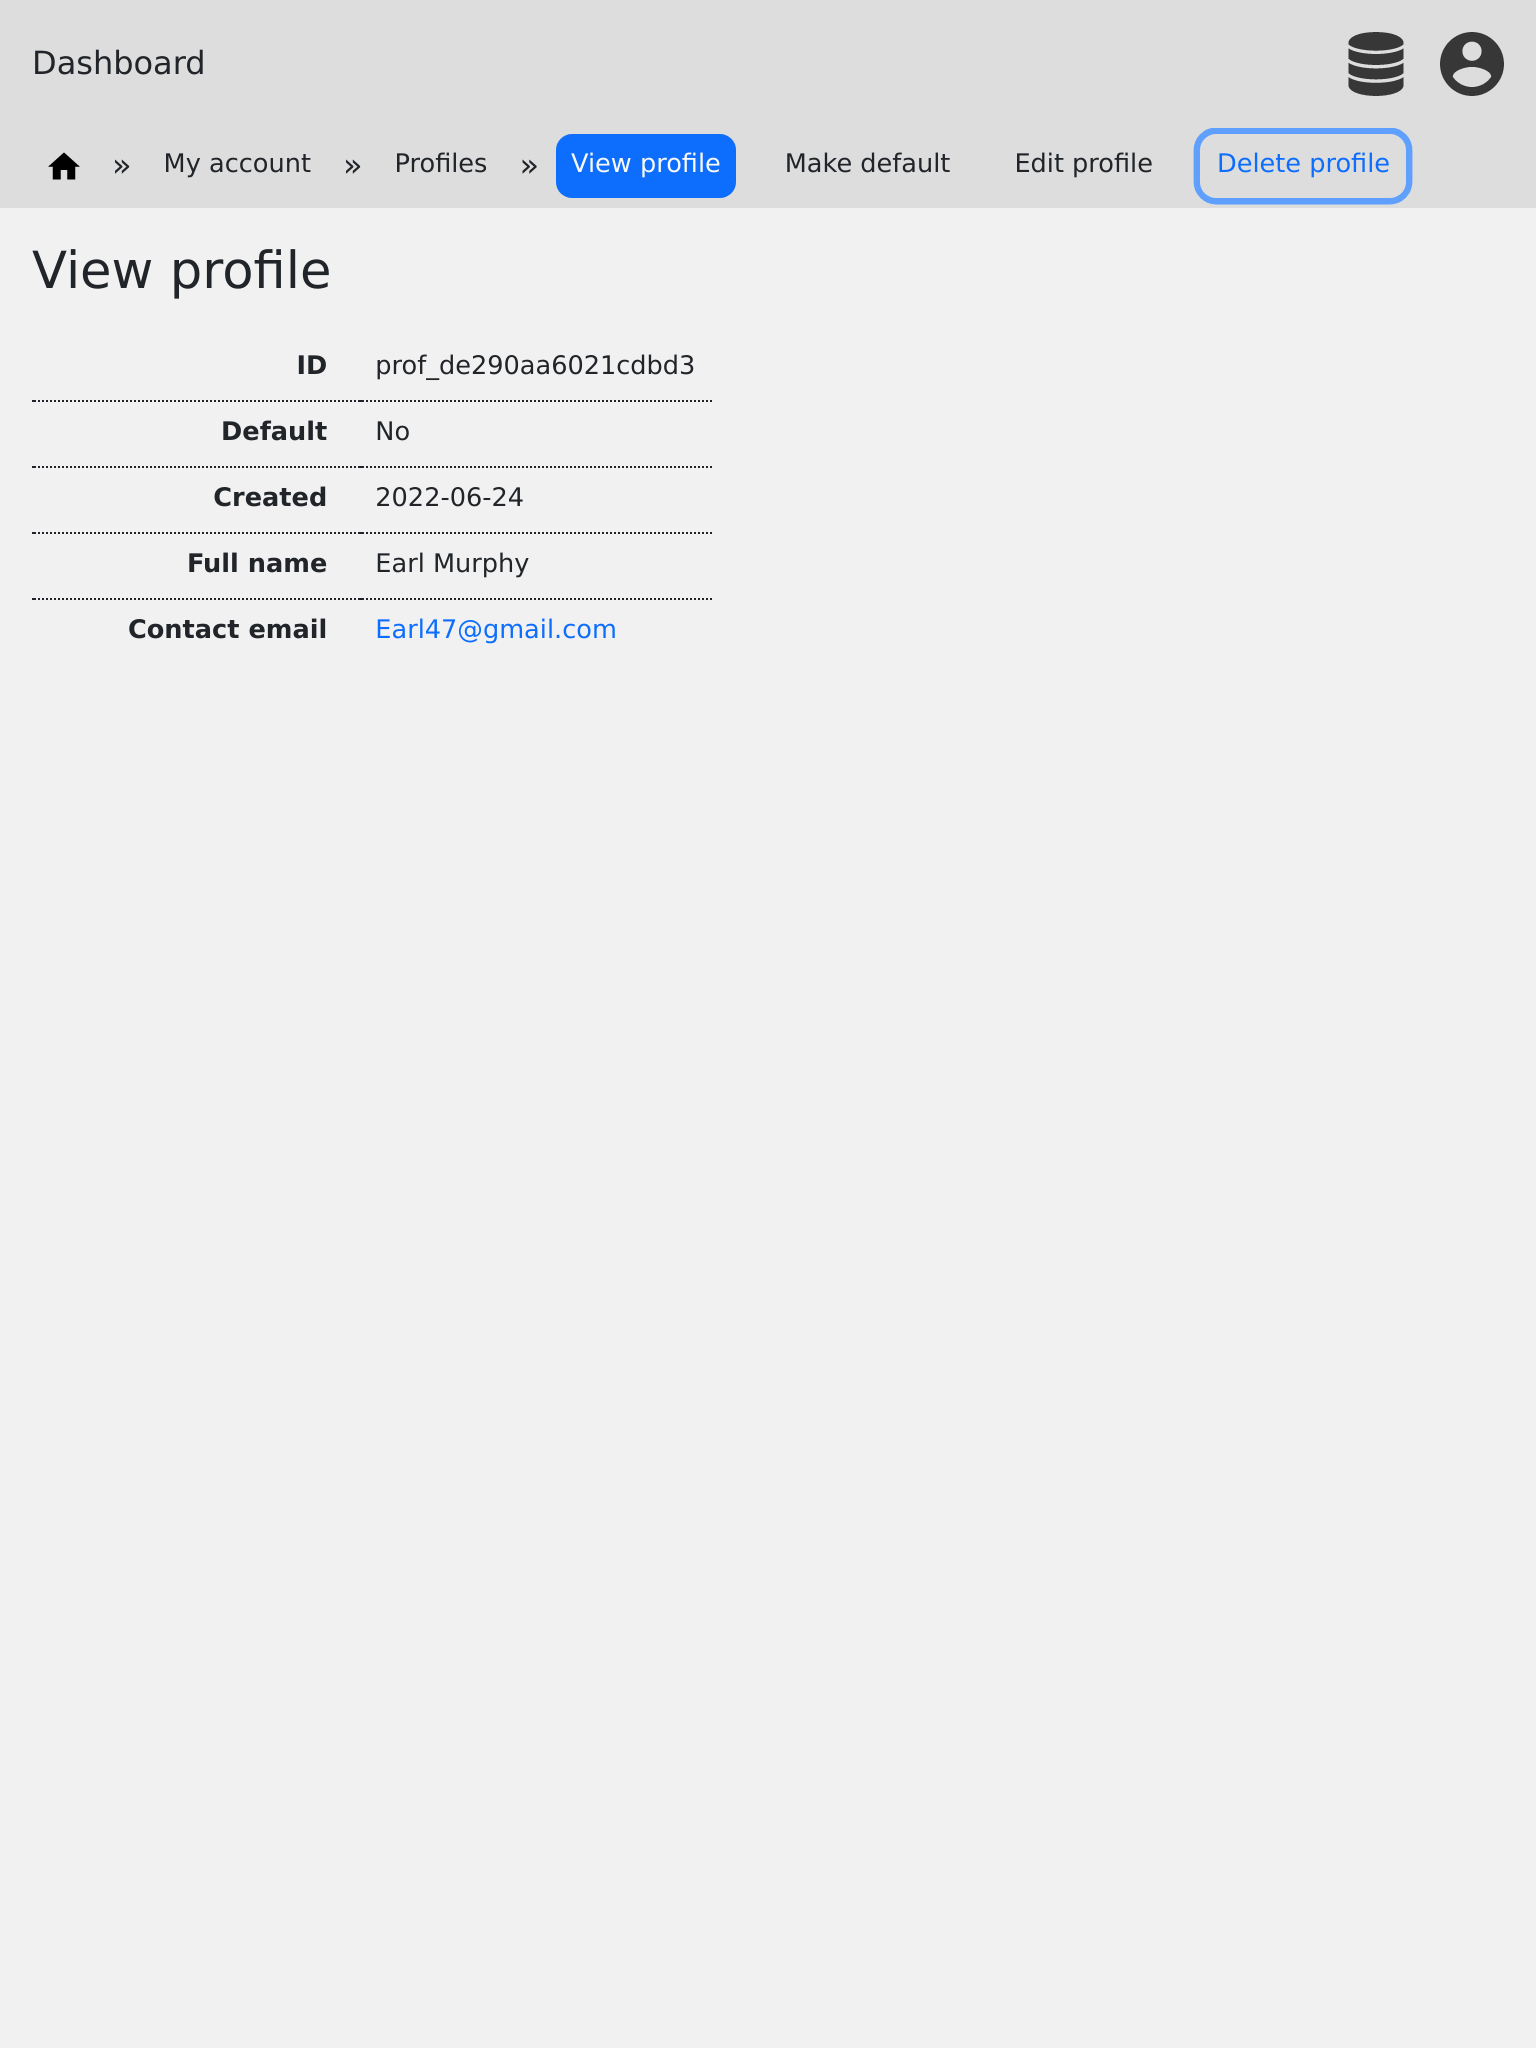 Dashboard
» My account » Profiles » View profile Make default Edit profile Delete profile
View profile
ID prof_de290aa6021cdbd3
Default No
Created 2022-06-24
Full name Earl Murphy
Contact email Earl47@gmail.com